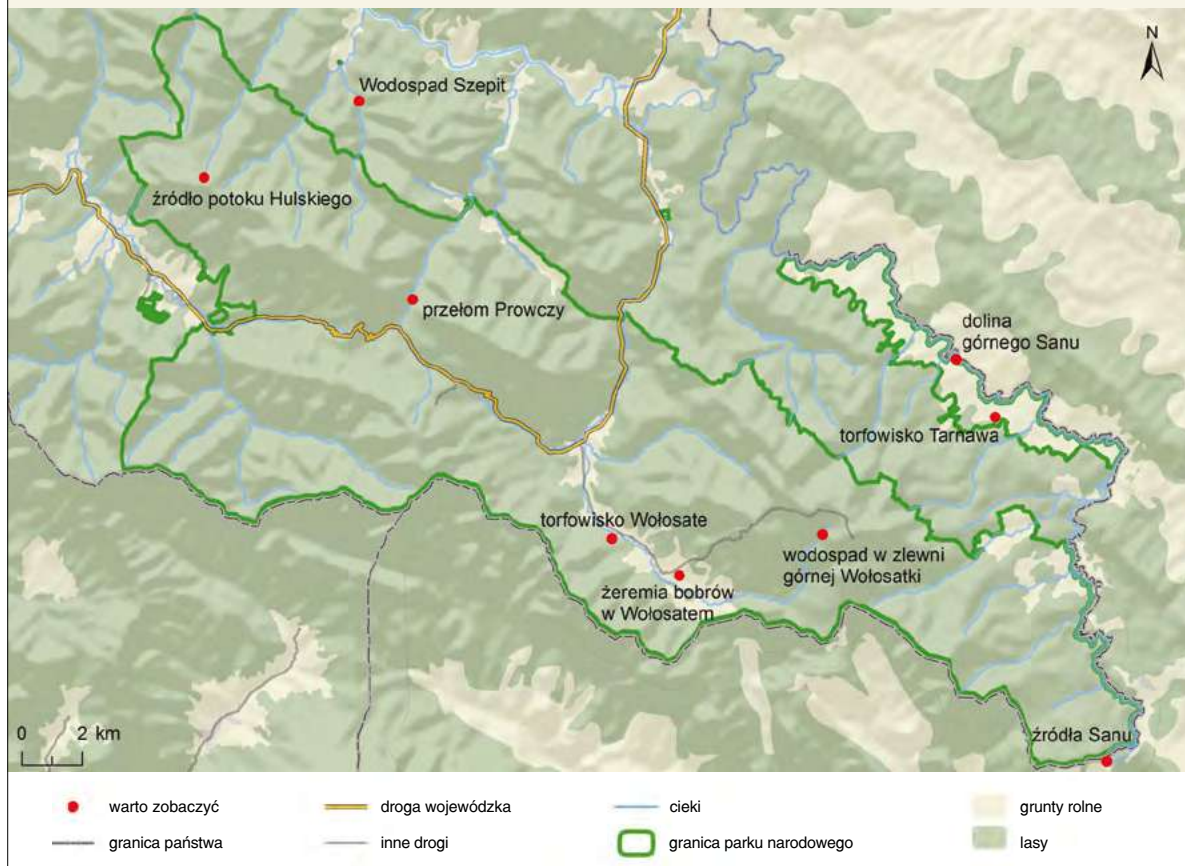 N
Wodospad Szepit
źródło potoku Hulskiego
przełom Prowczy
dolina
górnego Sanu
torfowisko Tarnawa
torfowisko Wołosate
wodospad w zlewni
górnej Wołosatki
żeremia bobrów
w Wołosatem
źródła Sanu
0 2 km
warto zobaczyć
droga wojewódzka
cieki
grunty rolne
granica państwa
inne drogi
granica parku narodowego
lasy